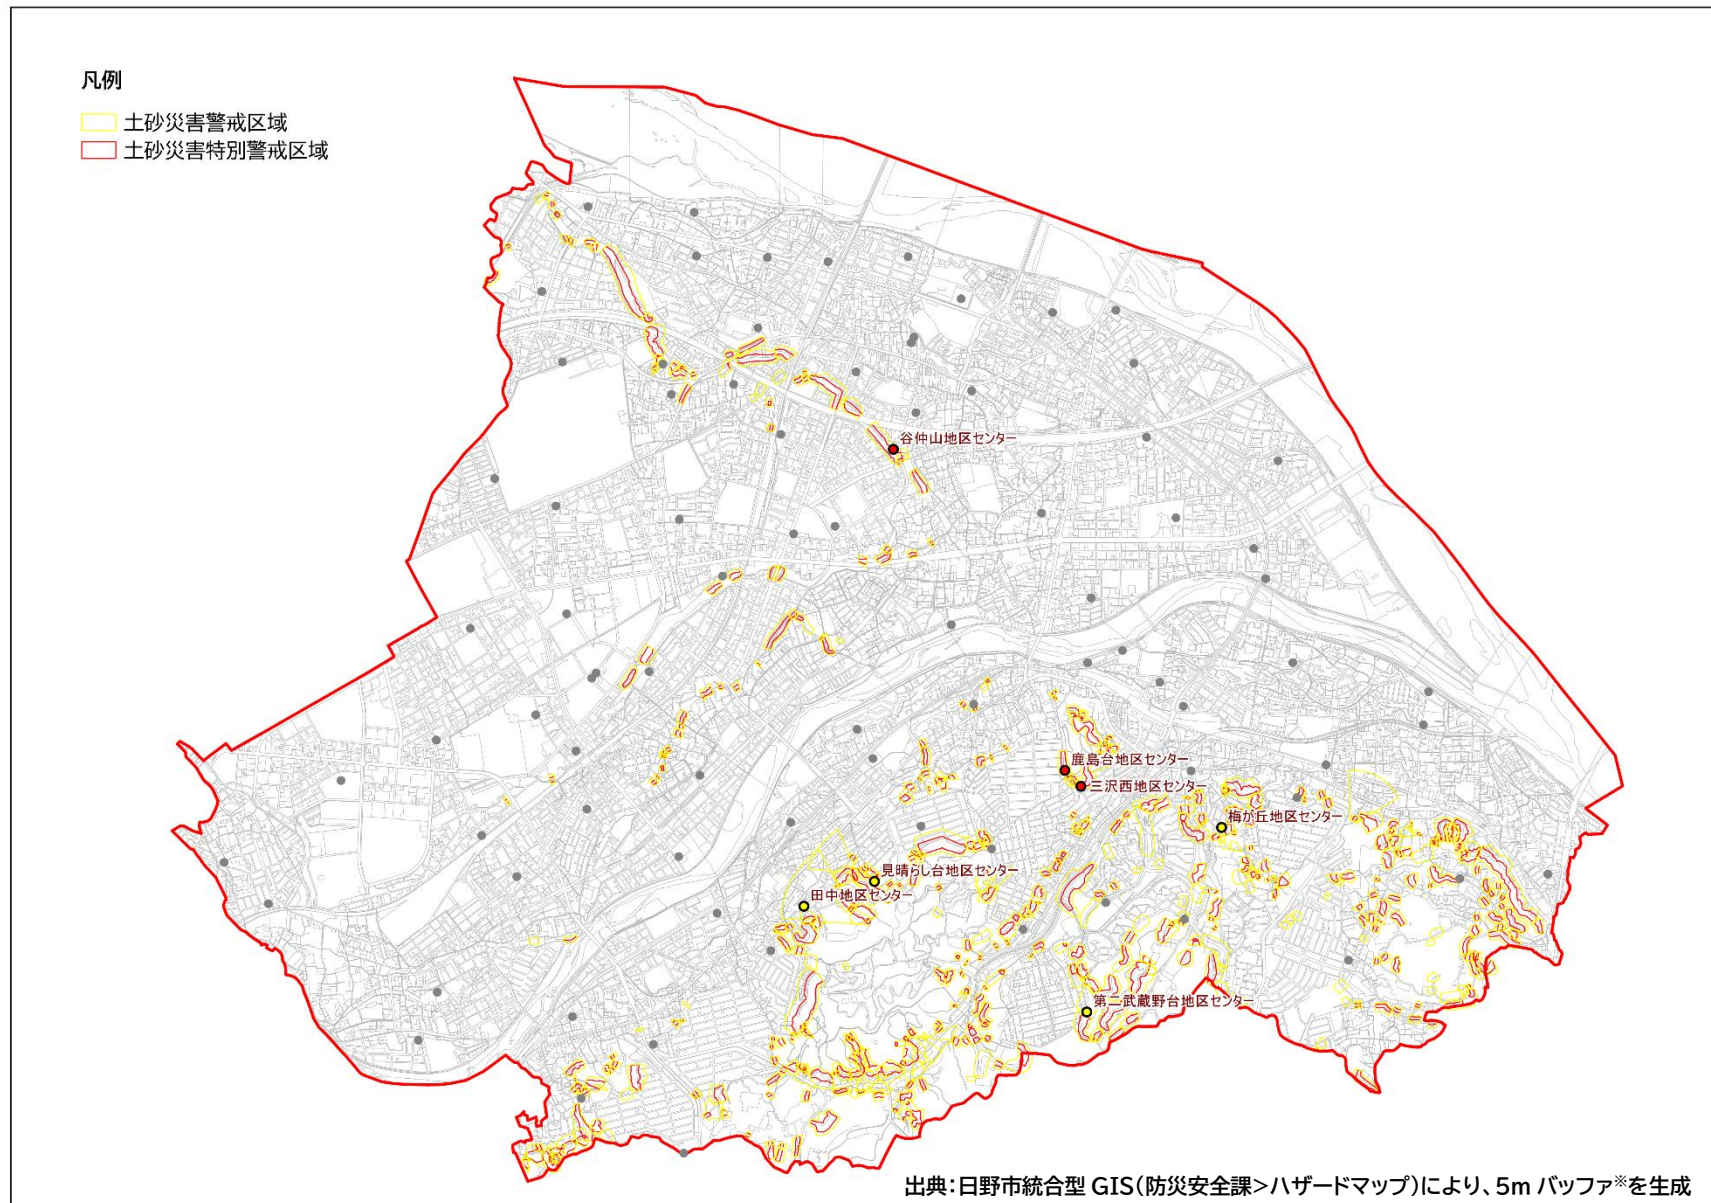 凡例
土砂災害警戒区域
土砂災害特別警戒区域
谷仲山地区センター
鹿島台地区センター
三沢西地区センター
梅が丘地区センター
見晴らし台地区センター
田中地区センター
第二武蔵野台地区センター
出典：日野市統合型 GIS（防災安全課＞ハザードマップ）により、5m バッファ※を生成